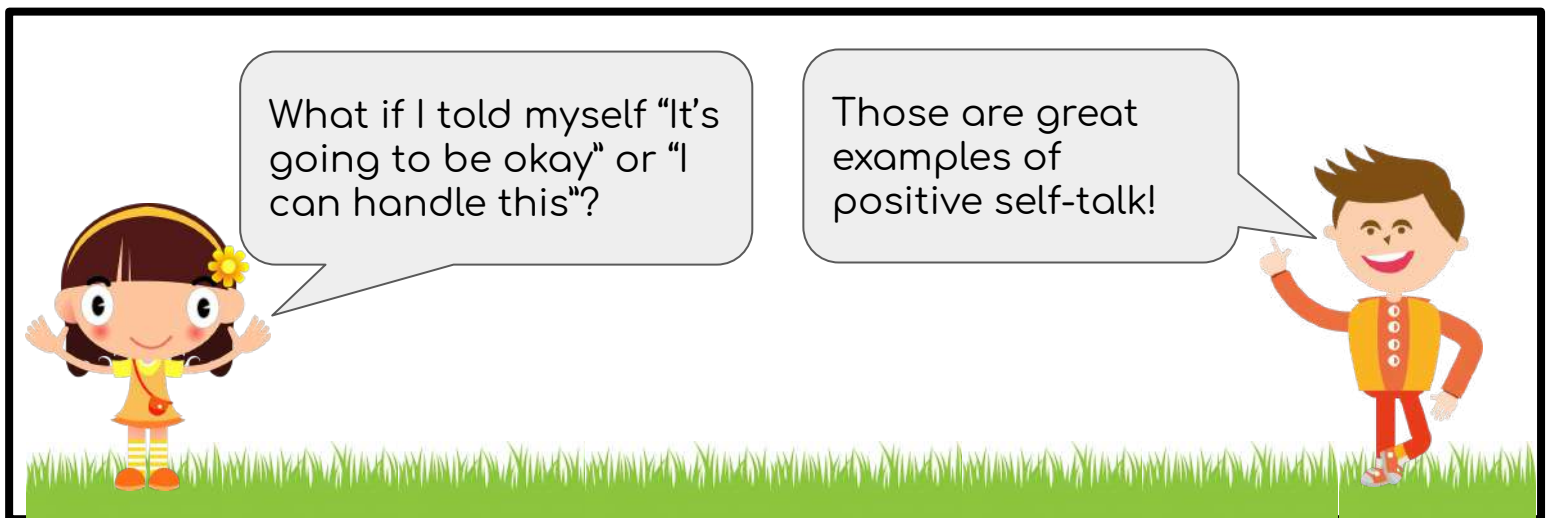 What if I told myself “It’s
going to be okay” or “I
can handle this”?
Those are great
examples of
positive self-talk!